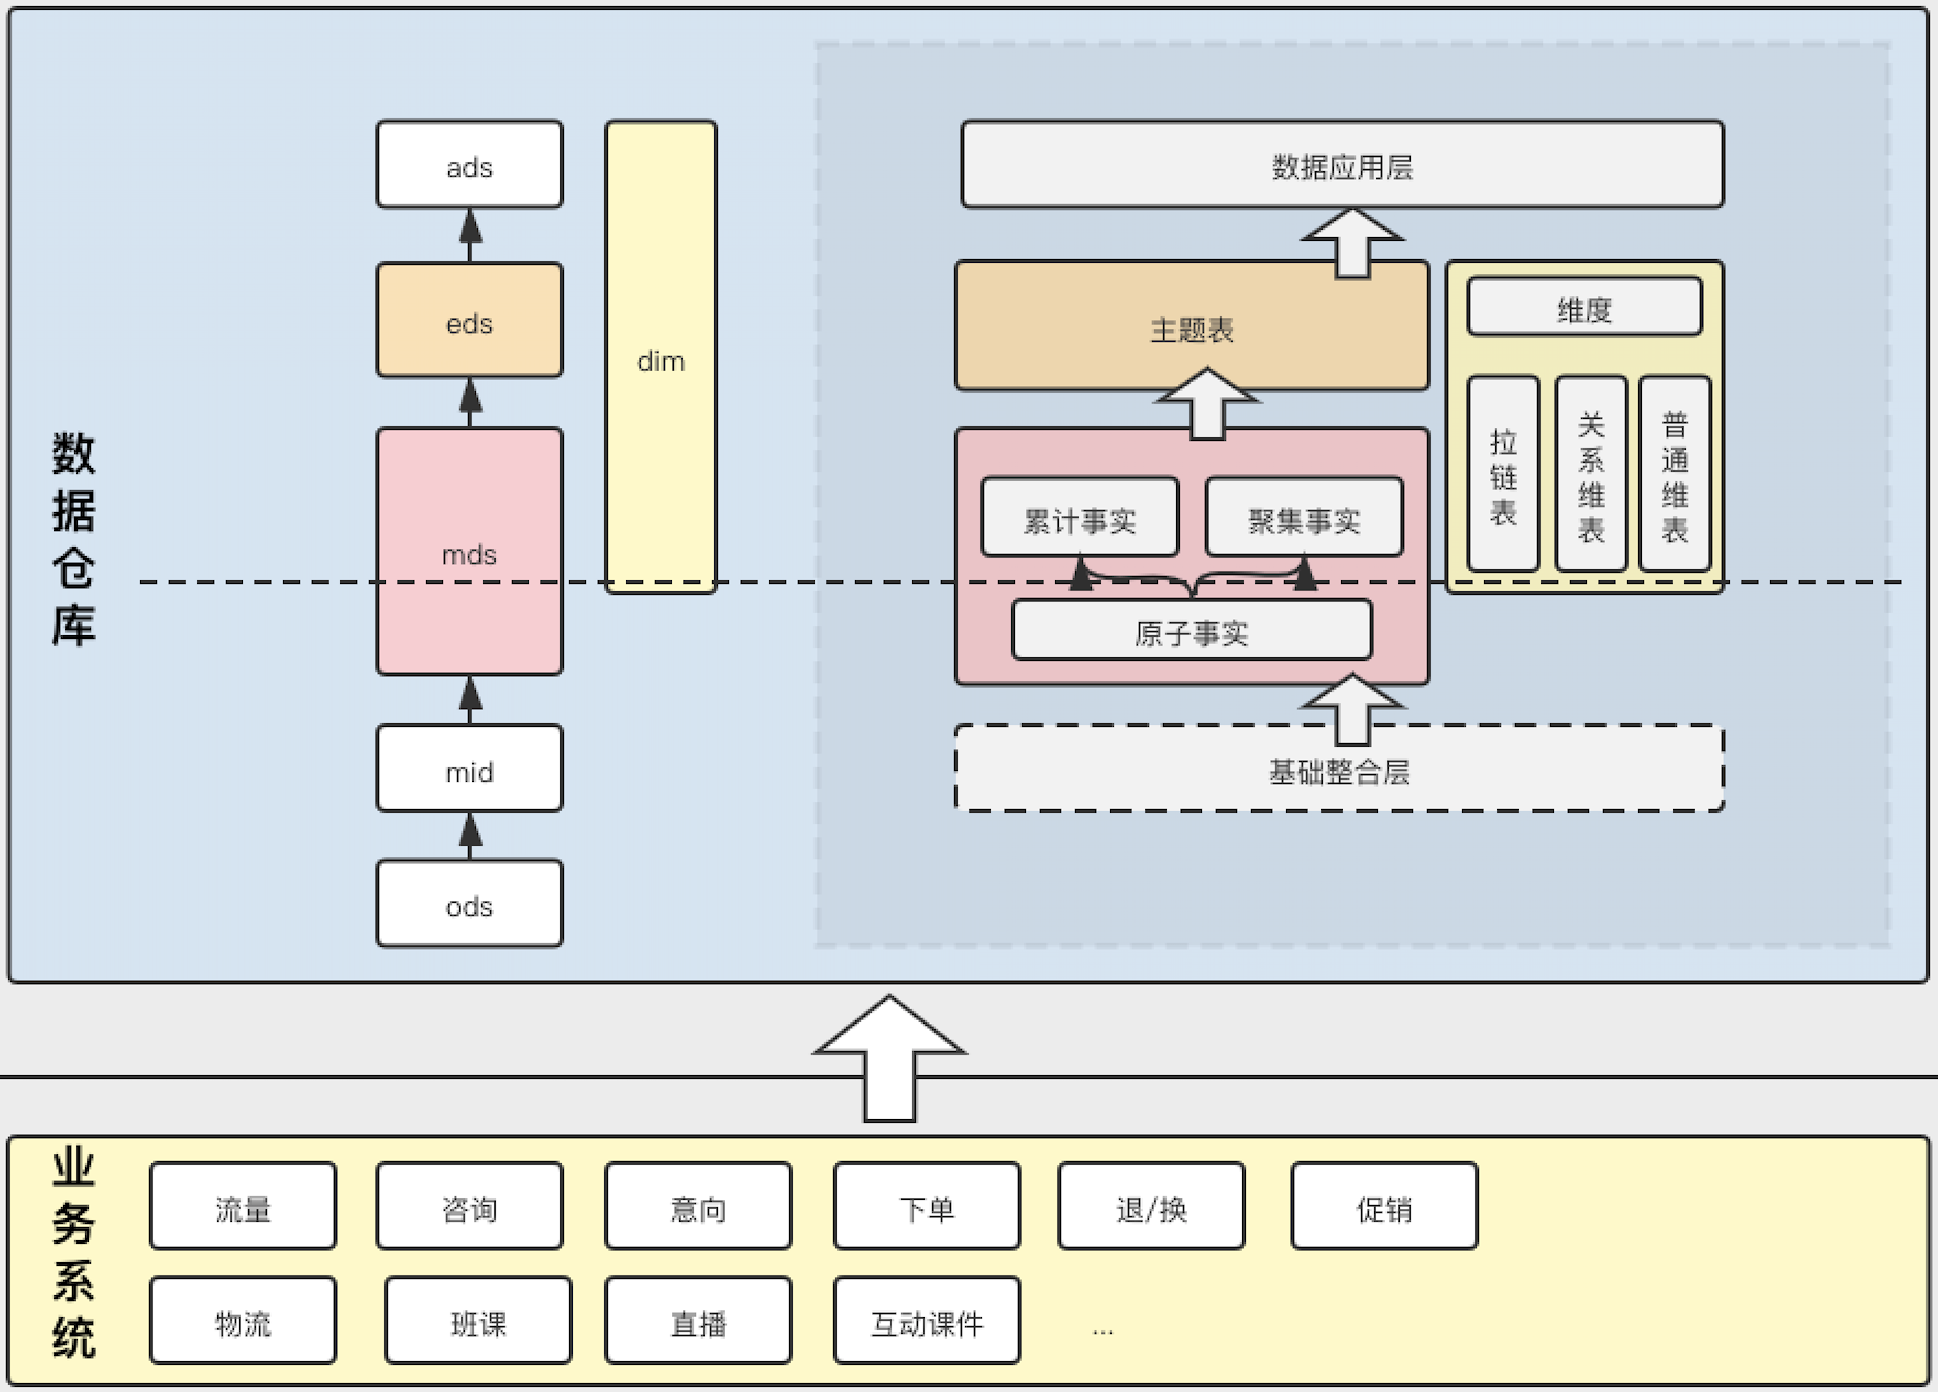 数据仓库
ads
eds
dim
mds
mid
ods
数据应用层
主题表
维度
拉链表
关系维表
普通维表
累计事实
聚集事实
原子事实
基础整合层
业务系统
流量
咨询
意向
下单
退/换
促销
物流
班课
直播
互动课件
...